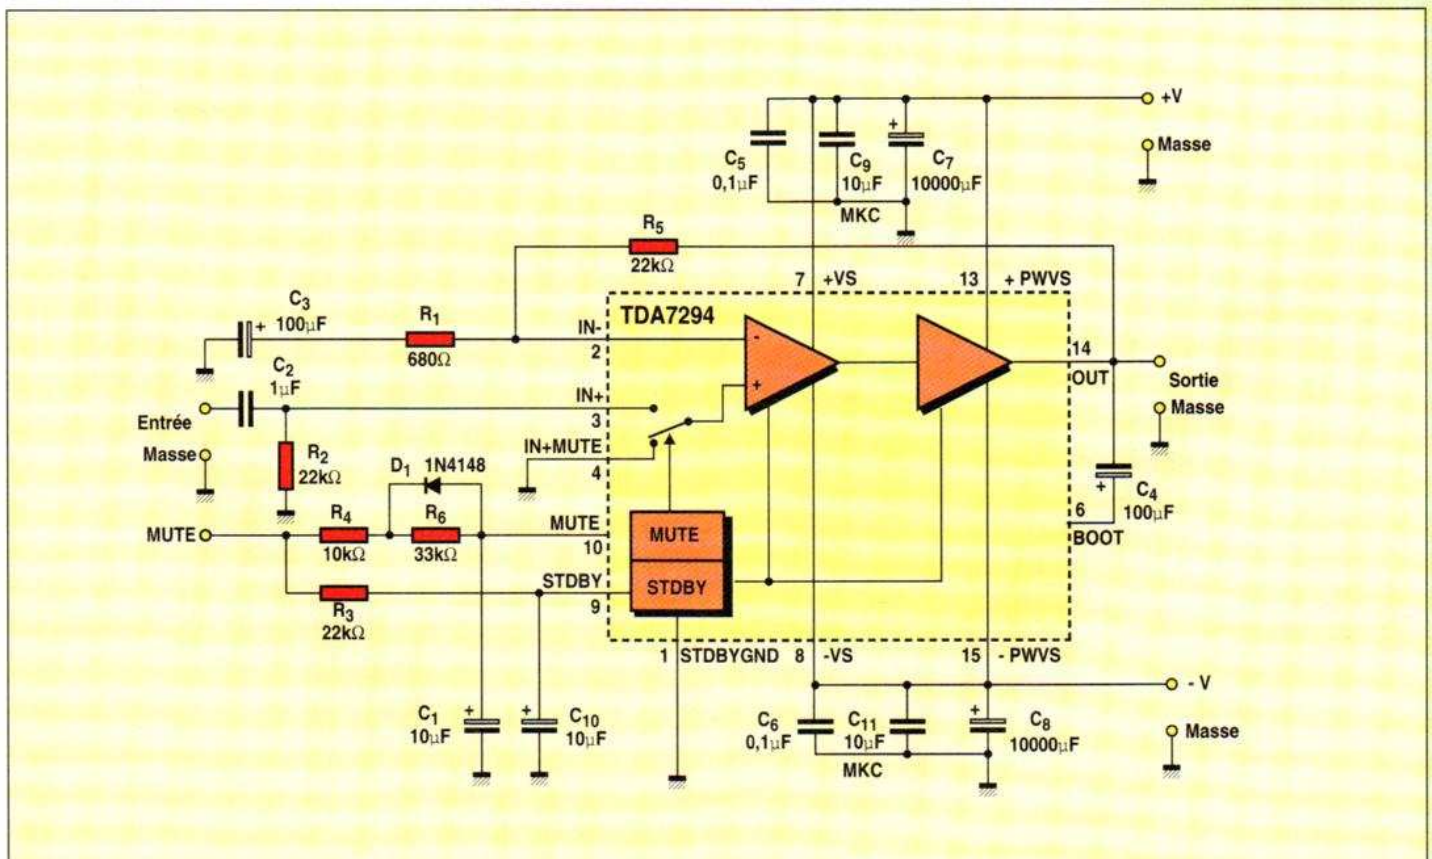 +V
Masse
C5
0,1µF
C9
10µF
C7
+
10000µF
MKC
R5
22kΩ
7 +VS
13 + PWVS
C3
+ 100µF
R1
680Ω
IN-
2
TDA7294
-
+
14
OUT
Sortie
Masse
C2
1µF
Entrée
Masse
IN+
3
IN+MUTE
4
R2
22kΩ
D1 1N4148
+
C4
100µF
6
BOOT
MUTE
R4
10kΩ
R6
33kΩ
MUTE
10
MUTE
STDBY
9
STDBY
R3
22kΩ
1 STDBYGND
8 -VS
15 - PWVS
- V
Masse
C1
10µF
+
+
C10
10µF
C6
0,1µF
C11
10µF
MKC
+
C8
10000µF